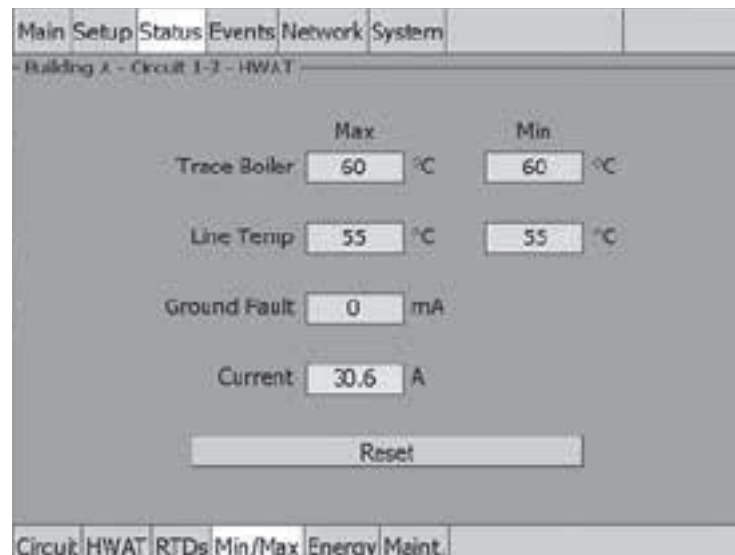 Main Setup Status Events Network System
Building A - Circuit 1-3 - HWAT
Max Min
Trace Boiler 60 °C 60 °C
Line Temp 55 °C 55 °C
Ground Fault 0 mA
Current 30.6 A
Reset
Circuit HWAT RTDs Min/Max Energy Maint.